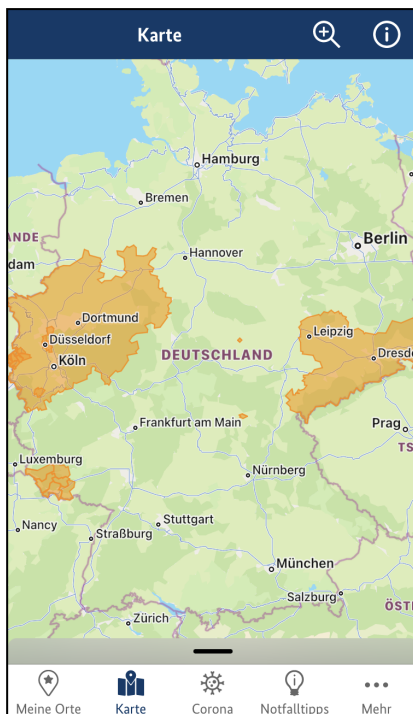 Karte
Hamburg
Bremen
Berlin
ANDE
dam
Hannover
Dortmund
Düsseldorf
Köln
DEUTSCHLAND
Leipzig
Dresde
Frankfurt am Main
Prag
TS
Luxemburg
Nürnberg
Nancy
Straßburg
Stuttgart
München
Salzburg
ÖST
Zürich
Meine Orte
Karte
Corona
Notfalltipps
Mehr